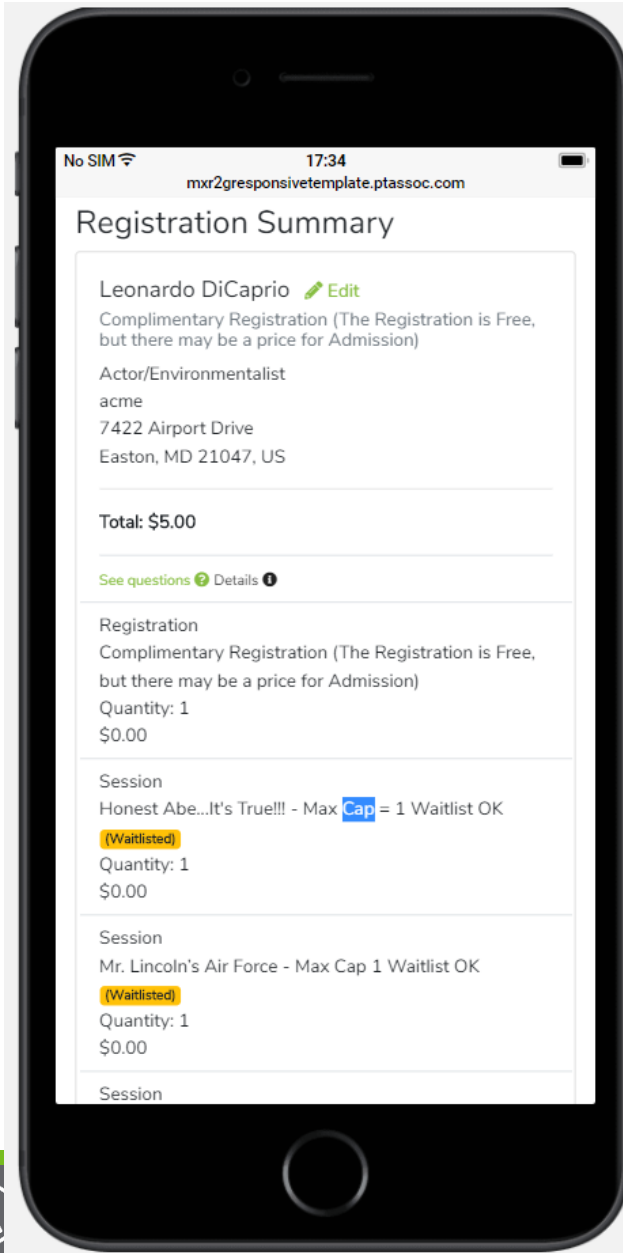 No SIM 17:34
mxr2gresponsivetemplate.ptassoc.com
Registration Summary
Leonardo DiCaprio Edit
Complimentary Registration (The Registration is Free,
but there may be a price for Admission)
Actor/Environmentalist
acme
7422 Airport Drive
Easton, MD 21047, US
Total: $5.00
See questions Details
Registration
Complimentary Registration (The Registration is Free,
but there may be a price for Admission)
Quantity: 1
$0.00
Session
Honest Abe...It's True!!! - Max Cap = 1 Waitlist OK
(Waitlisted)
Quantity: 1
$0.00
Session
Mr. Lincoln's Air Force - Max Cap 1 Waitlist OK
(Waitlisted)
Quantity: 1
$0.00
Session